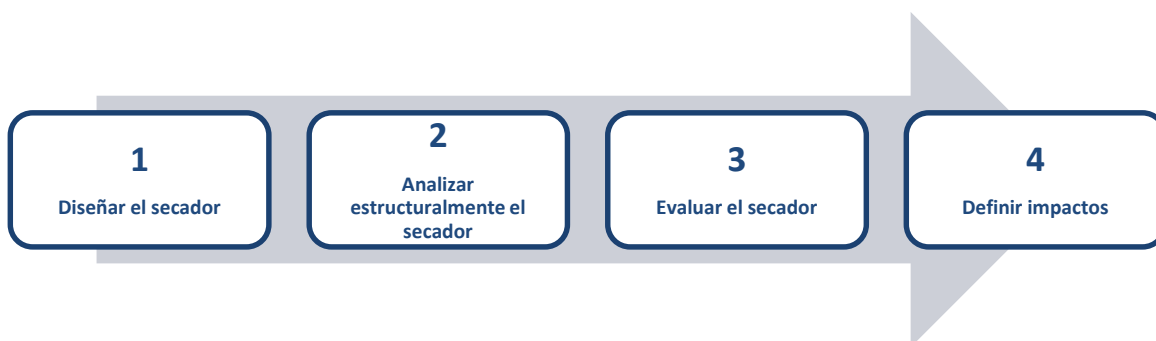 1
Diseñar el secador
2
Analizar
estructuralmente el
secador
3
Evaluar el secador
4
Definir impactos